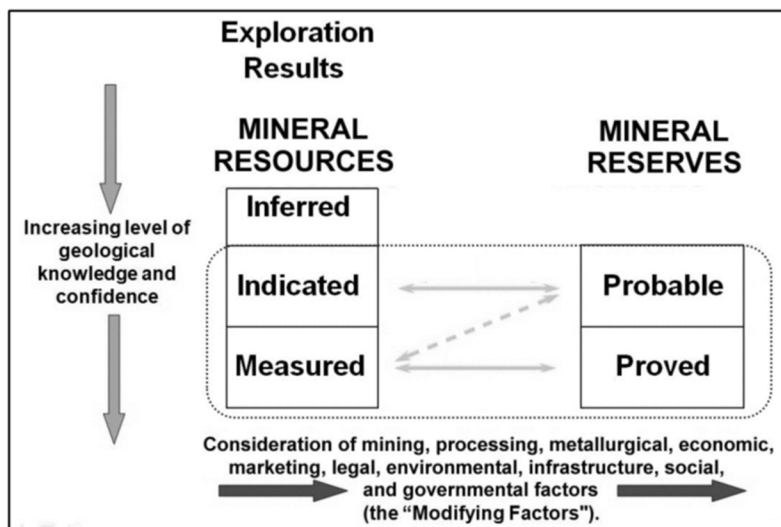 Exploration
Results
MINERAL
RESOURCES
MINERAL
RESERVES
Inferred
Increasing level of
geological
knowledge and
confidence
Indicated
Probable
Measured
Proved
Consideration of mining, processing, metallurgical, economic,
marketing, legal, environmental, infrastructure, social,
and governmental factors
(the “Modifying Factors").